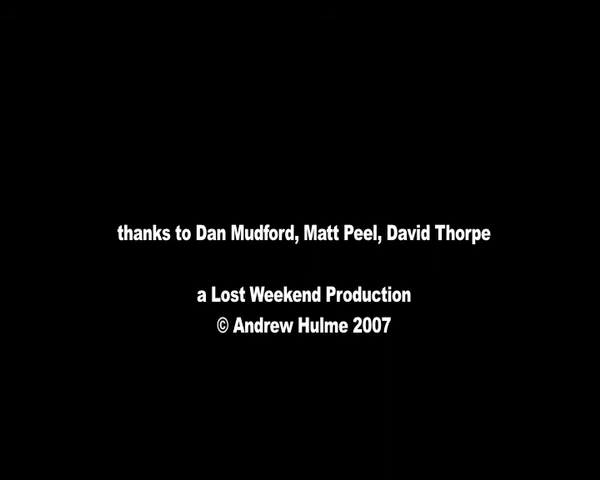 thanks to Dan Mudford, Matt Peel, David Thorpe
a Lost Weekend Production
© Andrew Hulme 2007